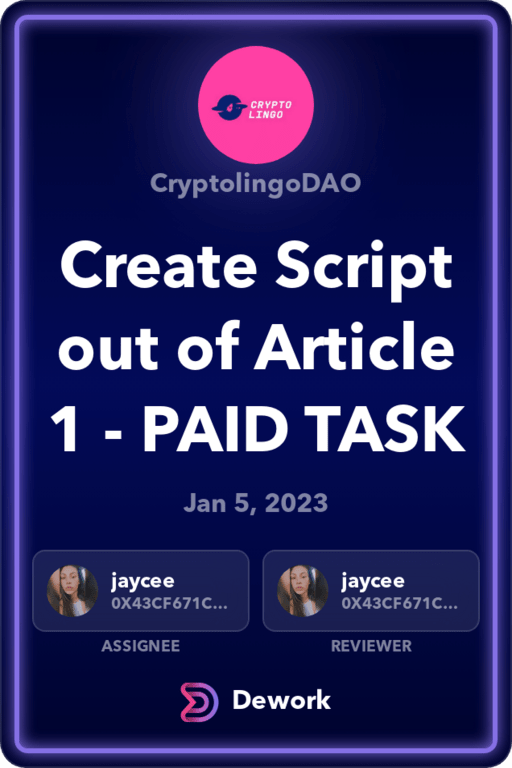 CRYPTO
LINGO
CryptolingoDAO
Create Script
out of Article
1 - PAID TASK
Jan 5, 2023
jaycee
0X43CF671C...
jaycee
0X43CF671C...
ASSIGNEE
REVIEWER
Dework